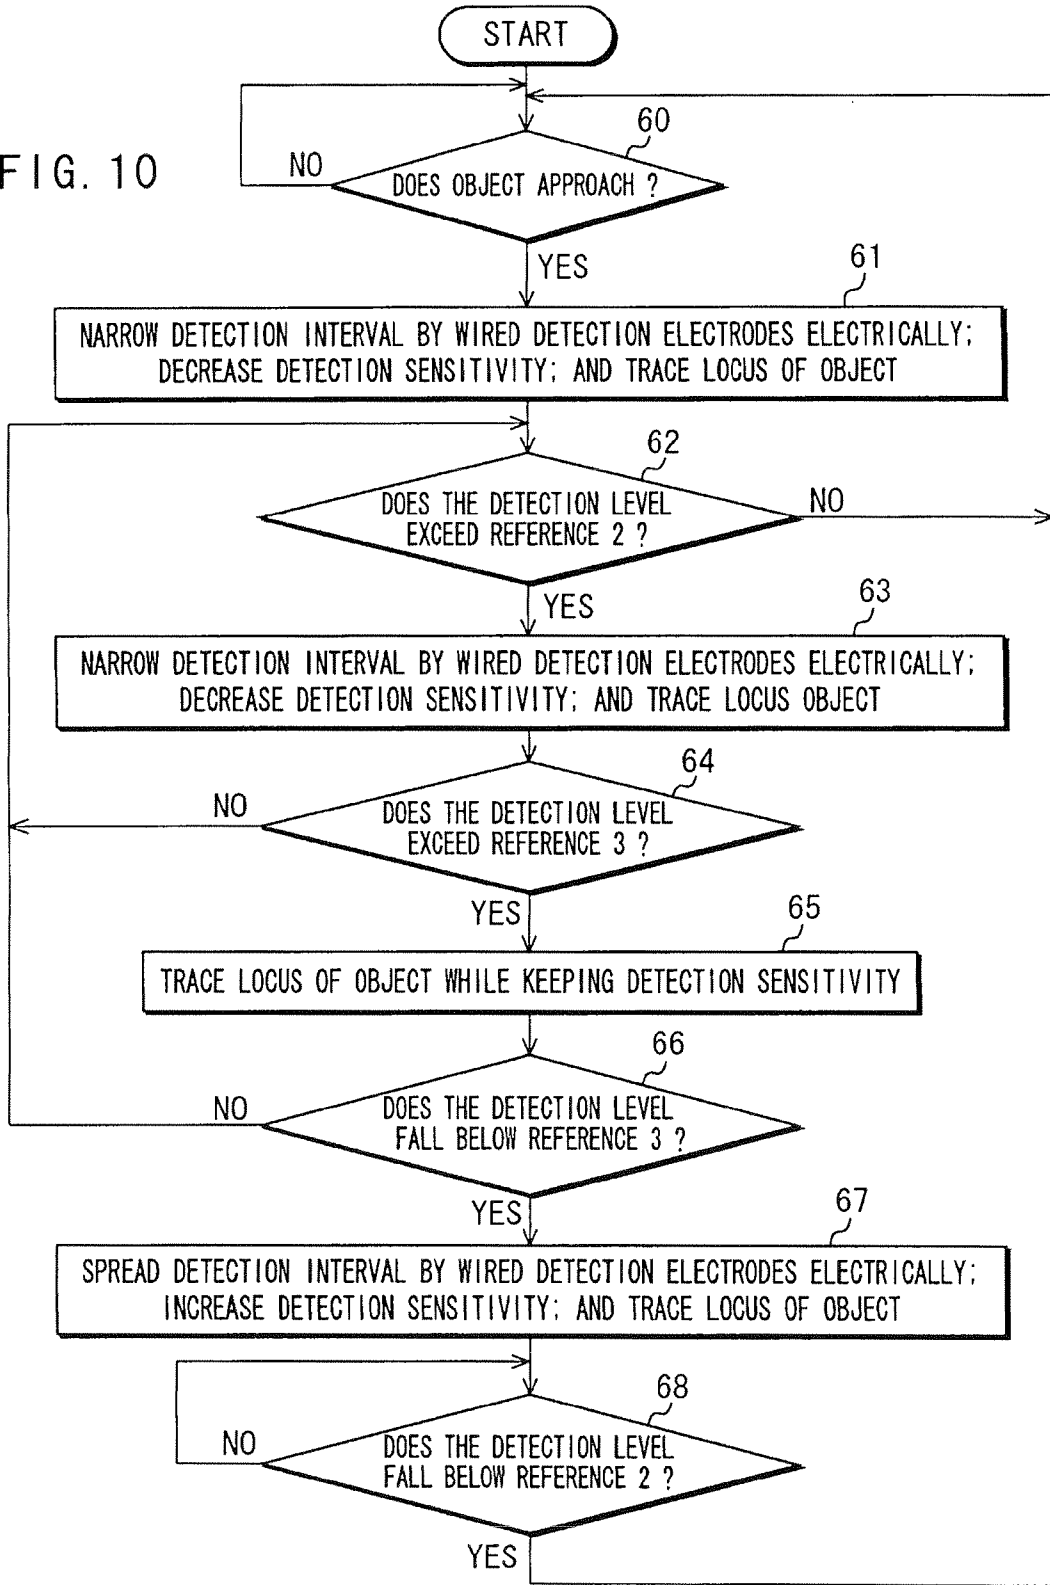 START
FIG. 10
60
NO
DOES OBJECT APPROACH ?
YES
61
NARROW DETECTION INTERVAL BY WIRED DETECTION ELECTRODES ELECTRICALLY;
DECREASE DETECTION SENSITIVITY; AND TRACE LOCUS OF OBJECT
62
DOES THE DETECTION LEVEL
EXCEED REFERENCE 2 ?
NO
YES
63
NARROW DETECTION INTERVAL BY WIRED DETECTION ELECTRODES ELECTRICALLY;
DECREASE DETECTION SENSITIVITY; AND TRACE LOCUS OBJECT
64
NO
DOES THE DETECTION LEVEL
EXCEED REFERENCE 3 ?
YES
65
TRACE LOCUS OF OBJECT WHILE KEEPING DETECTION SENSITIVITY
66
NO
DOES THE DETECTION LEVEL
FALL BELOW REFERENCE 3 ?
YES
67
SPREAD DETECTION INTERVAL BY WIRED DETECTION ELECTRODES ELECTRICALLY;
INCREASE DETECTION SENSITIVITY; AND TRACE LOCUS OF OBJECT
68
NO
DOES THE DETECTION LEVEL
FALL BELOW REFERENCE 2 ?
YES